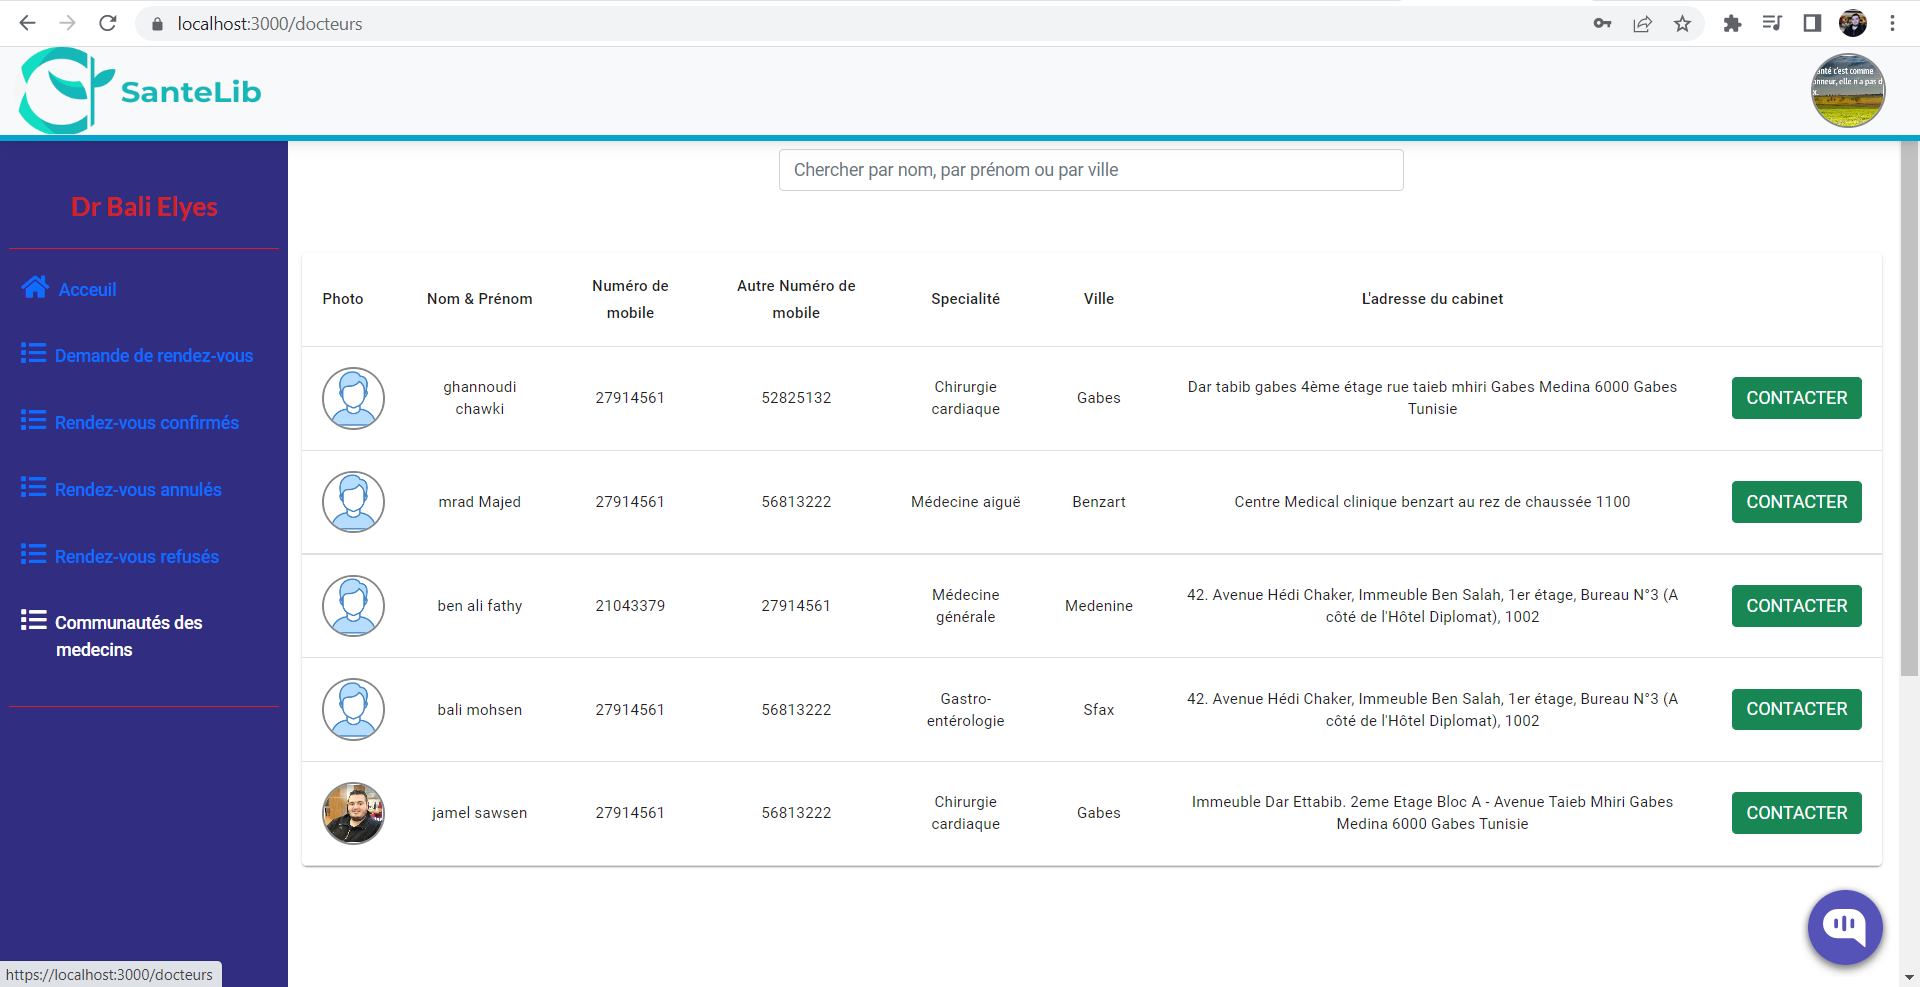 localhost:3000/docteurs
SanteLib
anté c'est comme
onneur, elle n a pas d
x.
Chercher par nom, par prénom ou par ville
Dr Bali Elyes
Acceuil
Demande de rendez-vous
Rendez-vous confirmés
Rendez-vous annulés
Rendez-vous refusés
Communautés des
medecins
Photo
Nom & Prénom
Numéro de
mobile
Autre Numéro de
mobile
Specialité
Ville
L'adresse du cabinet
ghannoudi
chawki
27914561
52825132
Chirurgie
cardiaque
Gabes
Dar tabib gabes 4ème étage rue taieb mhiri Gabes Medina 6000 Gabes
Tunisie
CONTACTER
mrad Majed
27914561
56813222
Médecine aiguë
Benzart
Centre Medical clinique benzart au rez de chaussée 1100
CONTACTER
ben ali fathy
21043379
27914561
Médecine
générale
Medenine
42. Avenue Hédi Chaker, Immeuble Ben Salah, 1er étage, Bureau N°3 (A
côté de l'Hôtel Diplomat), 1002
CONTACTER
bali mohsen
27914561
56813222
Gastro-
entérologie
Sfax
42. Avenue Hédi Chaker, Immeuble Ben Salah, 1er étage, Bureau N°3 (A
côté de l'Hôtel Diplomat), 1002
CONTACTER
jamel sawsen
27914561
56813222
Chirurgie
cardiaque
Gabes
Immeuble Dar Ettabib. 2eme Etage Bloc A - Avenue Taieb Mhiri Gabes
Medina 6000 Gabes Tunisie
CONTACTER
https://localhost:3000/docteurs